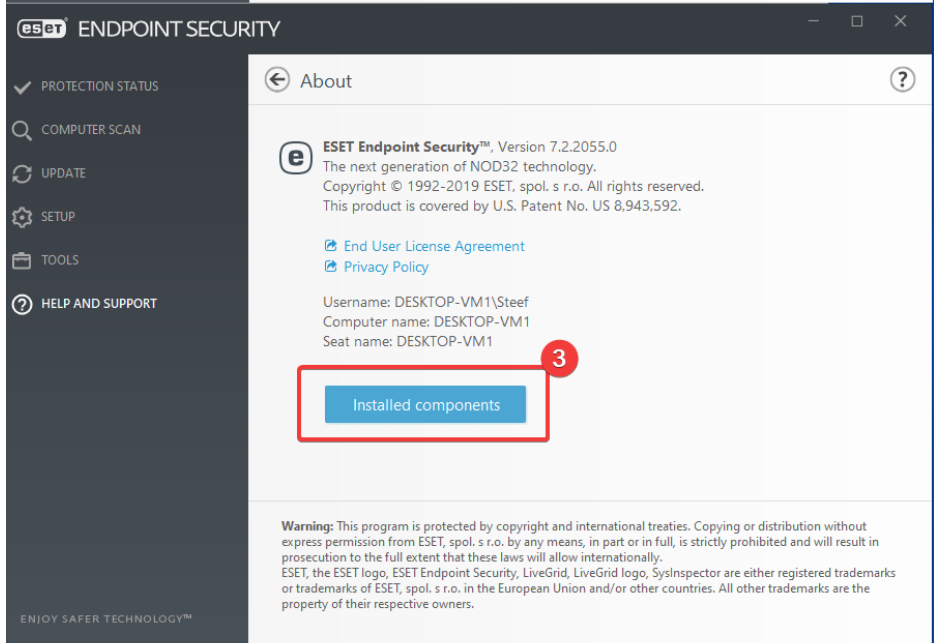 eset ENDPOINT SECURITY
PROTECTION STATUS
COMPUTER SCAN
UPDATE
SETUP
TOOLS
HELP AND SUPPORT
ENJOY SAFER TECHNOLOGY™
About
?
e
ESET Endpoint Security™, Version 7.2.2055.0
The next generation of NOD32 technology.
Copyright © 1992-2019 ESET, spol. s r.o. All rights reserved.
This product is covered by U.S. Patent No. US 8,943,592.
End User License Agreement
Privacy Policy
Username: DESKTOP-VM1\Steef
Computer name: DESKTOP-VM1
Seat name: DESKTOP-VM1
3
Installed components
Warning: This program is protected by copyright and international treaties. Copying or distribution without
express permission from ESET, spol. s r.o. by any means, in part or in full, is strictly prohibited and will result in
prosecution to the full extent that these laws will allow internationally.
ESET, the ESET logo, ESET Endpoint Security, LiveGrid, LiveGrid logo, SysInspector are either registered trademarks
or trademarks of ESET, spol. s r.o. in the European Union and/or other countries. All other trademarks are the
property of their respective owners.